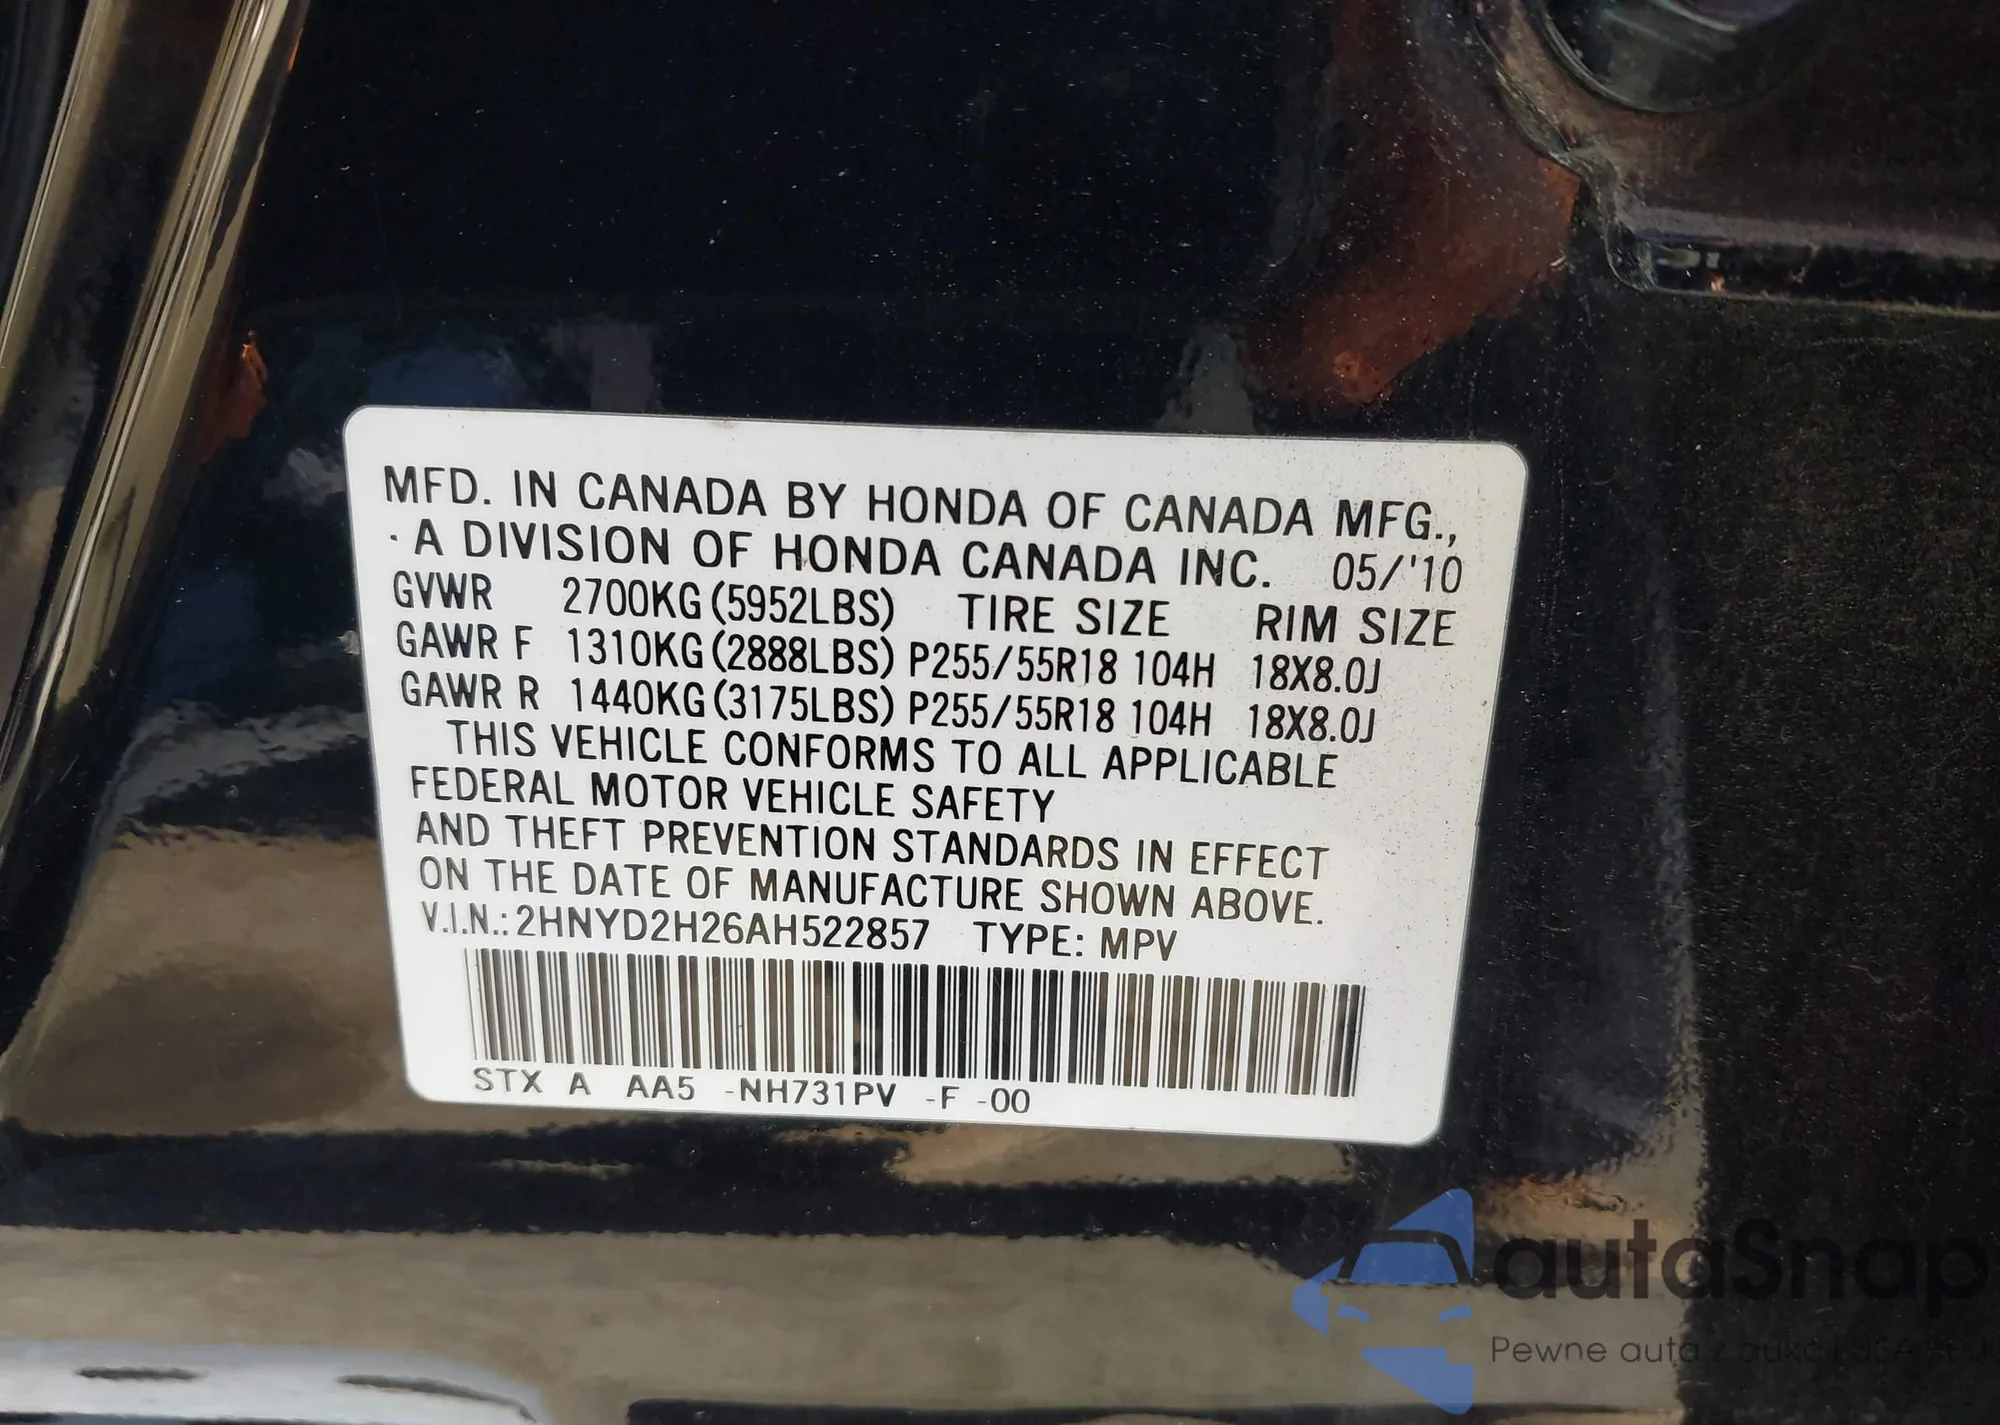 MFD. IN CANADA BY HONDA OF CANADA MFG.,
· A DIVISION OF HONDA CANADA INC. 05/'10
GVWR 2700KG (5952LBS) TIRE SIZE RIM SIZE
GAWR F 1310KG (2888LBS) P255/55R18 104H 18X8.0J
GAWR R 1440KG (3175LBS) P255/55R18 104H 18X8.0J
THIS VEHICLE CONFORMS TO ALL APPLICABLE
FEDERAL MOTOR VEHICLE SAFETY
AND THEFT PREVENTION STANDARDS IN EFFECT
ON THE DATE OF MANUFACTURE SHOWN ABOVE.
V.I.N.: 2HNYD2H26AH522857 TYPE: MPV
STX A AA5 -NH731PV -F -00
autaSnap
Pewne auta z